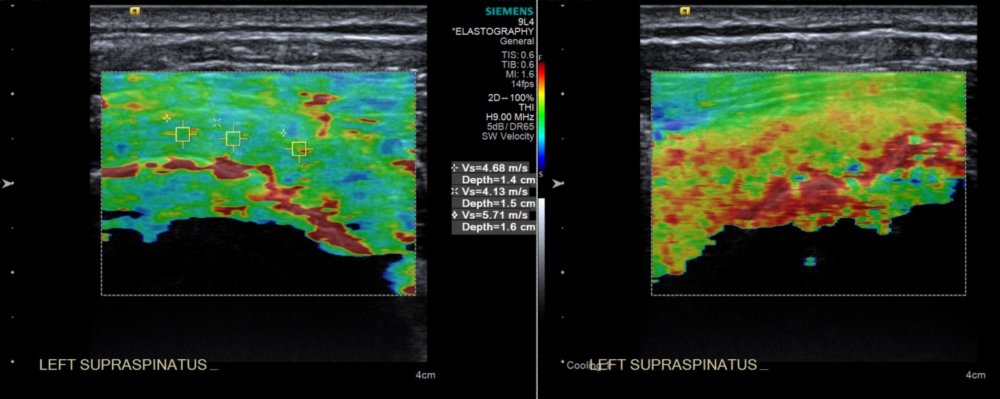 SIEMENS
9L4
*ELASTOGRAPHY
General
TIS: 0.6
TIB: 0.6
MI: 1.6
14fps
2D--100%
THI
H9.00 MHz
5dB/DR65
SW Velocity
F
S
Vs=4.68 m/s
Depth=1.4 cm
Vs=4.13 m/s
Depth=1.5 cm
Vs=5.71 m/s
Depth=1.6 cm
LEFT SUPRASPINATUS _
4cm
LEFT SUPRASPINATUS _
4cm